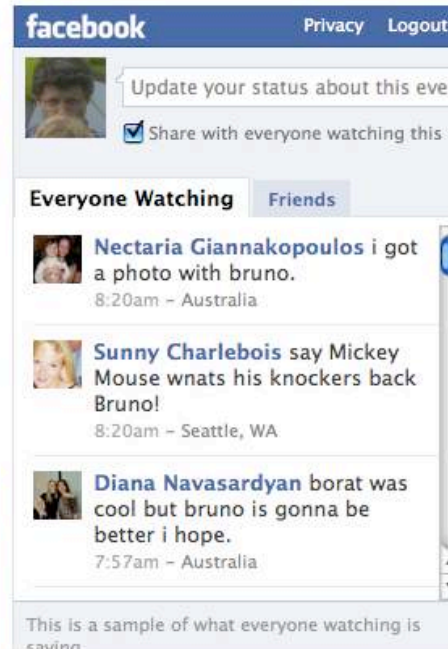 facebook Privacy Logout
Update your status about this eve
Share with everyone watching this
Everyone Watching Friends
Nectaria Giannakopoulos i got
a photo with bruno.
8:20am – Australia
Sunny Charlebois say Mickey
Mouse wnats his knockers back
Bruno!
8:20am – Seattle, WA
Diana Navasardyan borat was
cool but bruno is gonna be
better i hope.
7:57am – Australia
This is a sample of what everyone watching is
saying